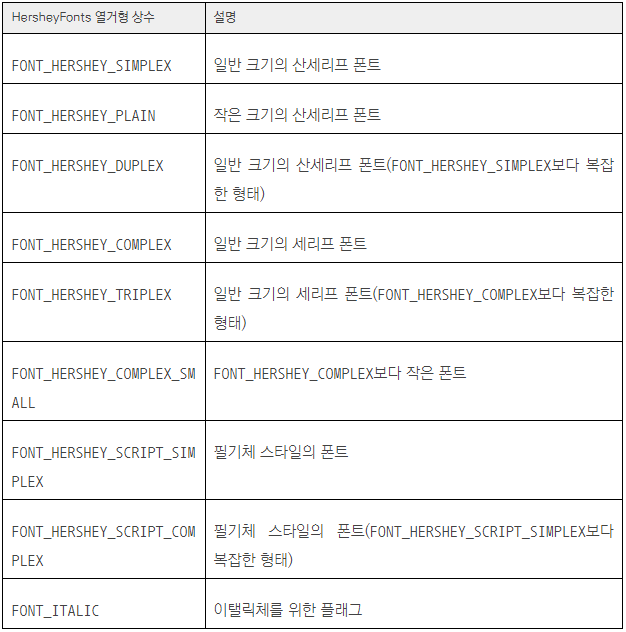 HersheyFonts 열거형 상수 설명
FONT_HERSHEY_SIMPLEX 일반 크기의 산세리프 폰트
FONT_HERSHEY_PLAIN 작은 크기의 산세리프 폰트
FONT_HERSHEY_DUPLEX 일반 크기의 산세리프 폰트(FONT_HERSHEY_SIMPLEX보다 복잡
한 형태)
FONT_HERSHEY_COMPLEX 일반 크기의 세리프 폰트
FONT_HERSHEY_TRIPLEX 일반 크기의 세리프 폰트(FONT_HERSHEY_COMPLEX보다 복잡한
형태)
FONT_HERSHEY_COMPLEX_SM FONT_HERSHEY_COMPLEX보다 작은 폰트
ALL
FONT_HERSHEY_SCRIPT_SIM 필기체 스타일의 폰트
PLEX
FONT_HERSHEY_SCRIPT_COM 필기체 스타일의 폰트(FONT_HERSHEY_SCRIPT_SIMPLEX보다
PLEX 복잡한 형태)
FONT_ITALIC 이탤릭체를 위한 플래그